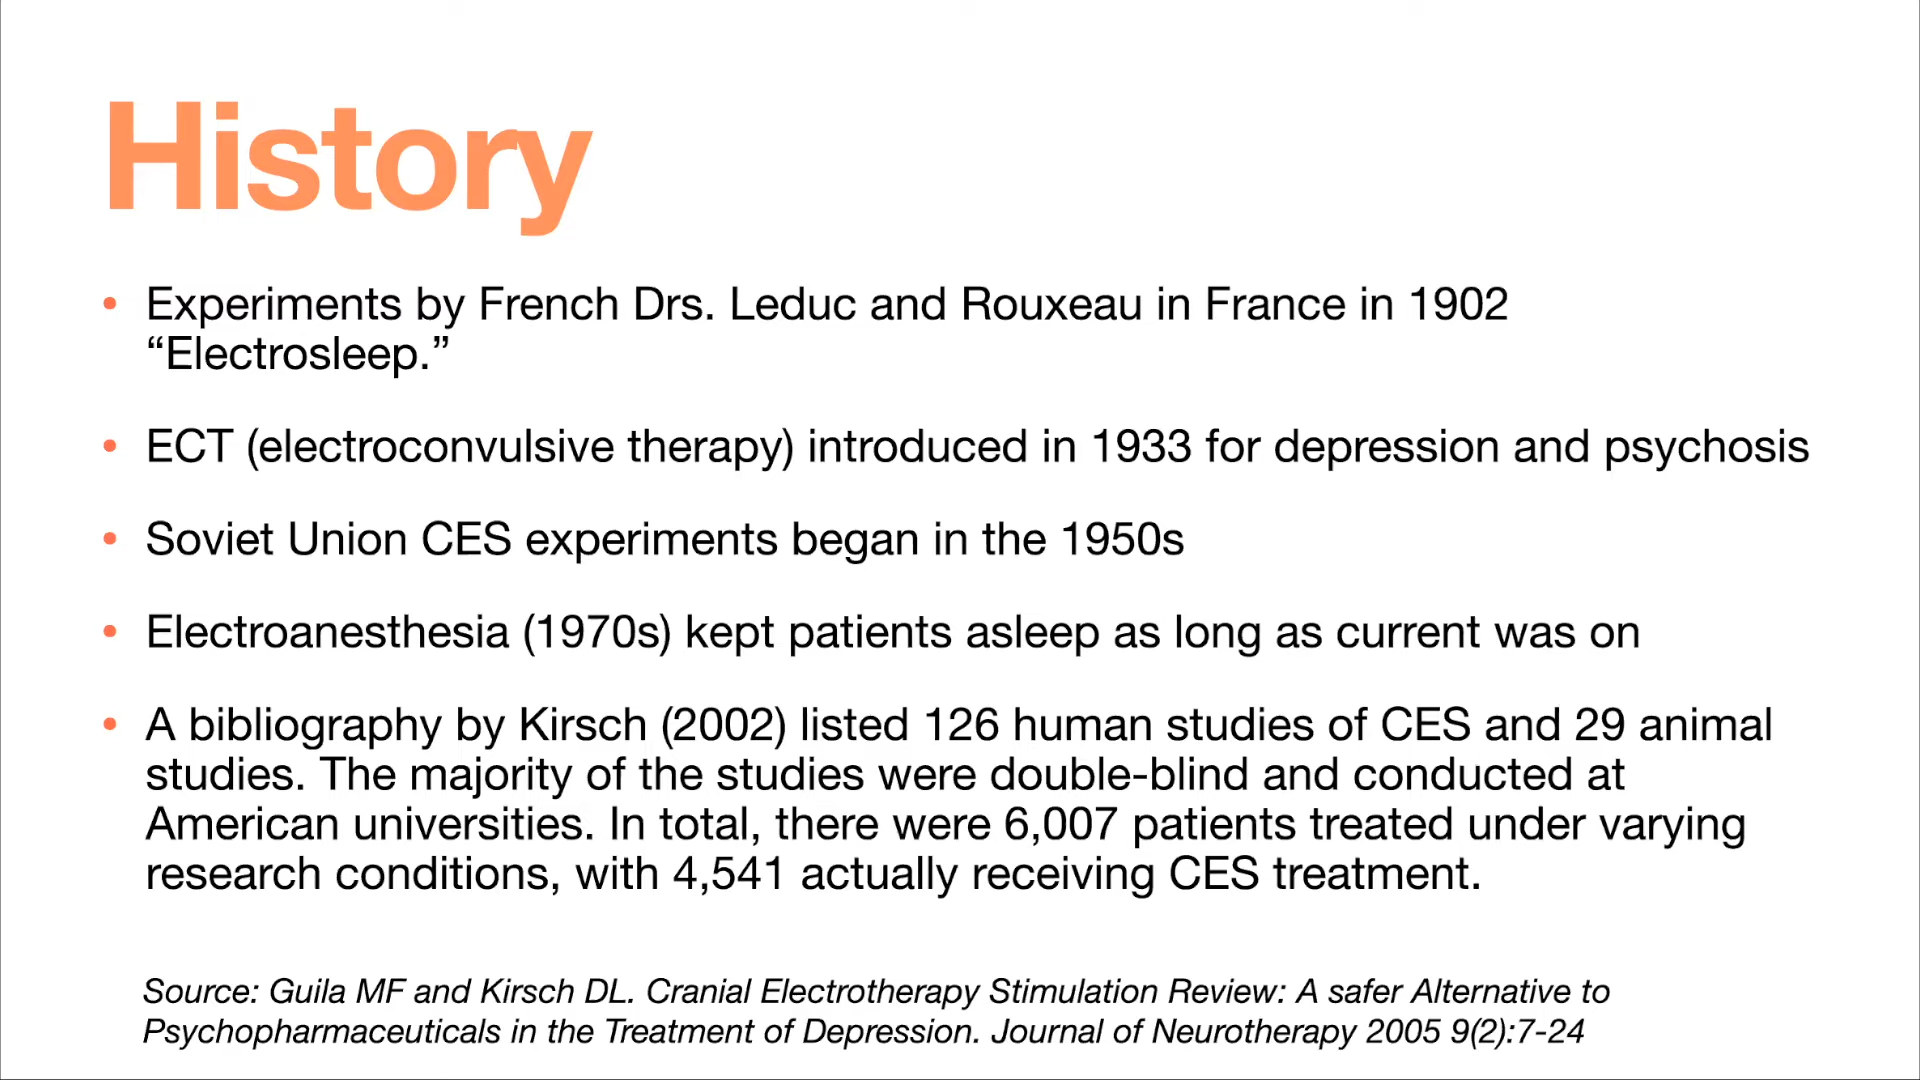 History
• Experiments by French Drs. Leduc and Rouxeau in France in 1902
“Electrosleep.”
• ECT (electroconvulsive therapy) introduced in 1933 for depression and psychosis
• Soviet Union CES experiments began in the 1950s
• Electroanesthesia (1970s) kept patients asleep as long as current was on
• A bibliography by Kirsch (2002) listed 126 human studies of CES and 29 animal
studies. The majority of the studies were double-blind and conducted at
American universities. In total, there were 6,007 patients treated under varying
research conditions, with 4,541 actually receiving CES treatment.
Source: Guila MF and Kirsch DL. Cranial Electrotherapy Stimulation Review: A safer Alternative to
Psychopharmaceuticals in the Treatment of Depression. Journal of Neurotherapy 2005 9(2):7-24